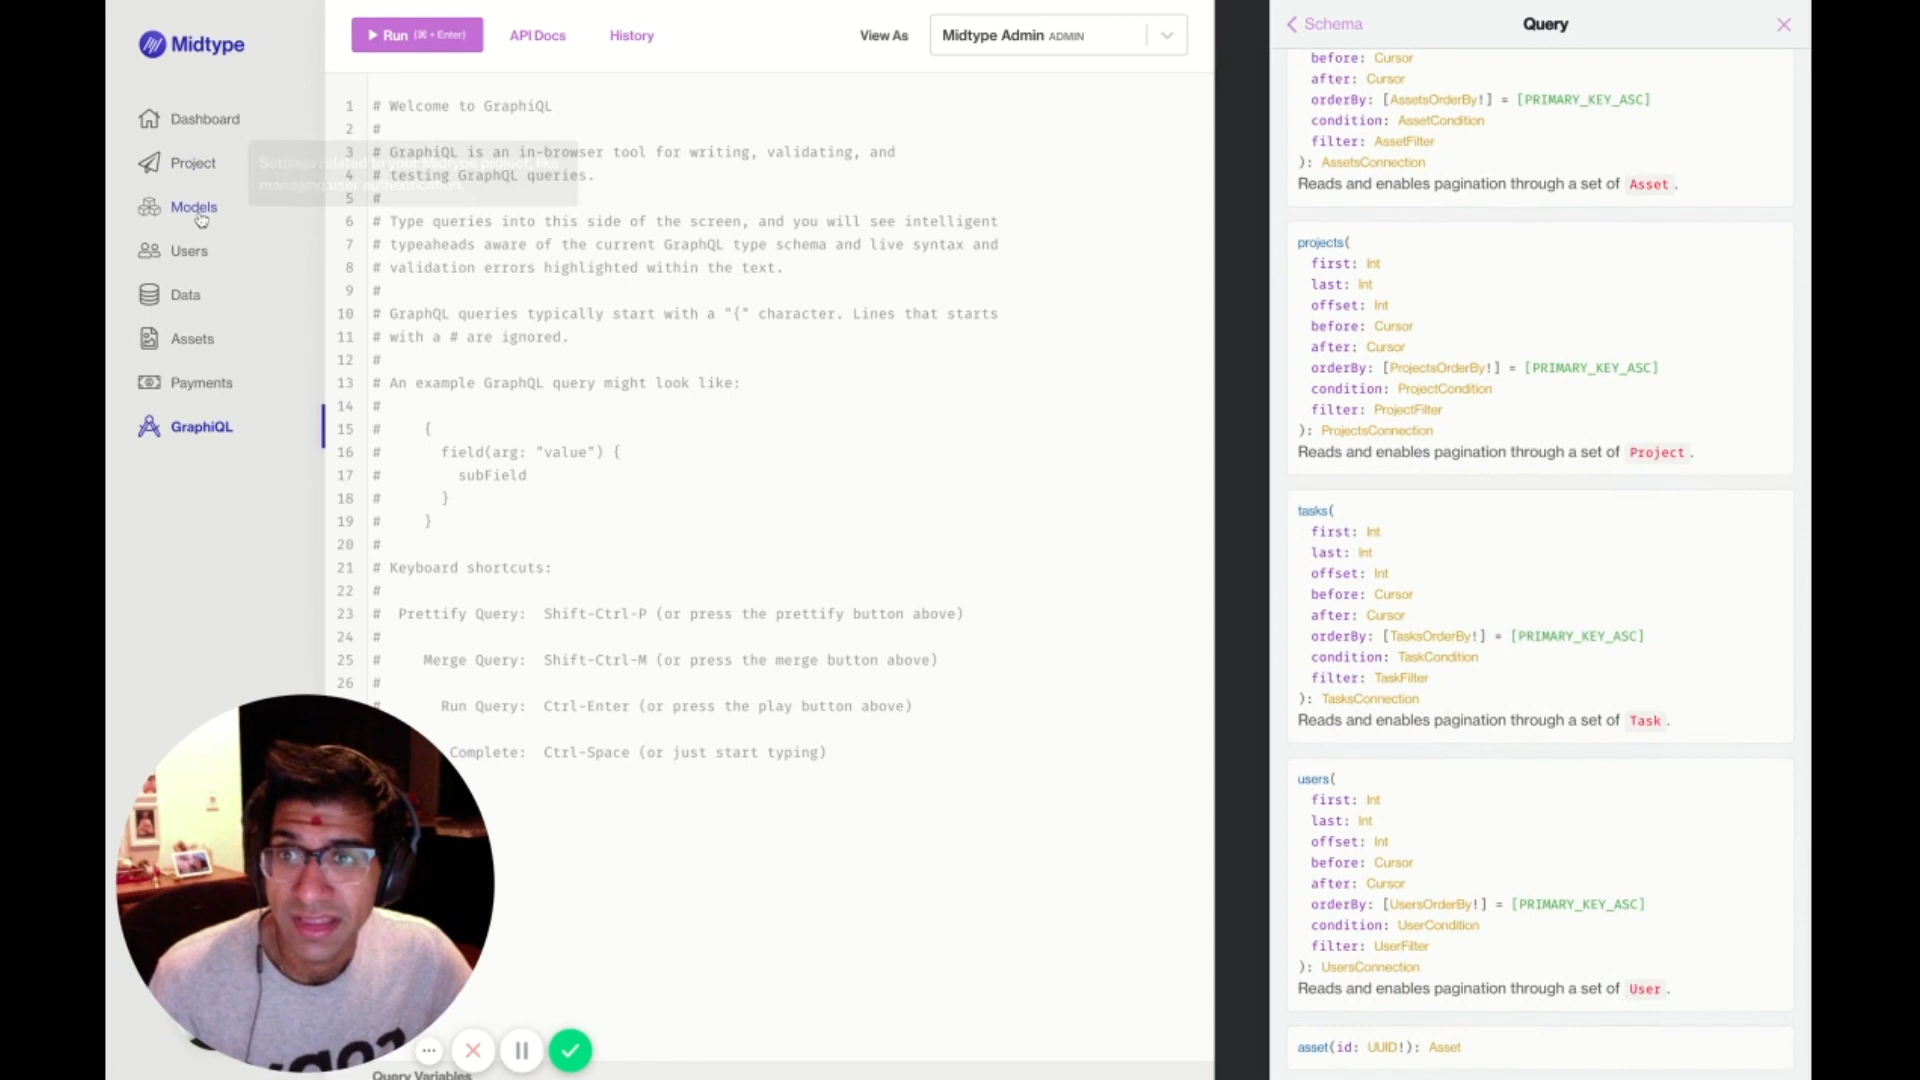 Midtype
Dashboard
Project
Models
Users
Data
Assets
Payments
GraphiQL
Settings related to your Midtype project, like
managing user authentication.
Run (⌘+Enter)
API Docs
History
View As
Midtype Admin ADMIN
1 # Welcome to GraphiQL
2 #
3 # GraphiQL is an in-browser tool for writing, validating, and
4 # testing GraphQL queries.
5 #
6 # Type queries into this side of the screen, and you will see intelligent
7 # typeaheads aware of the current GraphQL type schema and live syntax and
8 # validation errors highlighted within the text.
9 #
10 # GraphQL queries typically start with a "{" character. Lines that starts
11 # with a # are ignored.
12 #
13 # An example GraphQL query might look like:
14 #
15 # {
16 # field(arg: "value") {
17 # subField
18 # }
19 # }
20 #
21 # Keyboard shortcuts:
22 #
23 # Prettify Query: Shift-Ctrl-P (or press the prettify button above)
24 #
25 # Merge Query: Shift-Ctrl-M (or press the merge button above)
26 #
# Run Query: Ctrl-Enter (or press the play button above)
Complete: Ctrl-Space (or just start typing)
Query Variables
Schema
Query
before: Cursor
after: Cursor
orderBy: [AssetsOrderBy!] = [PRIMARY_KEY_ASC]
condition: AssetCondition
filter: AssetFilter
): AssetsConnection
Reads and enables pagination through a set of Asset.
projects(
first: Int
last: Int
offset: Int
before: Cursor
after: Cursor
orderBy: [ProjectsOrderBy!] = [PRIMARY_KEY_ASC]
condition: ProjectCondition
filter: ProjectFilter
): ProjectsConnection
Reads and enables pagination through a set of Project.
tasks(
first: Int
last: Int
offset: Int
before: Cursor
after: Cursor
orderBy: [TasksOrderBy!] = [PRIMARY_KEY_ASC]
condition: TaskCondition
filter: TaskFilter
): TasksConnection
Reads and enables pagination through a set of Task.
users(
first: Int
last: Int
offset: Int
before: Cursor
after: Cursor
orderBy: [UsersOrderBy!] = [PRIMARY_KEY_ASC]
condition: UserCondition
filter: UserFilter
): UsersConnection
Reads and enables pagination through a set of User.
asset(id: UUID!): Asset